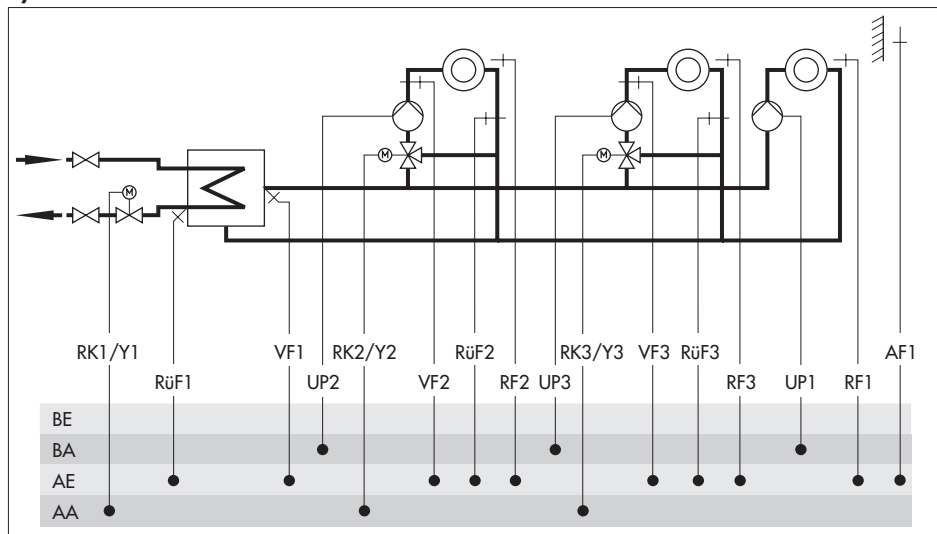 M M M
M
RK1/Y1 VF1 RK2/Y2 RüF2 RK3/Y3 VF3 RüF3 AF1
RüF1 UP2 VF2 RF2 UP3 RF3 UP1 RF1
BE
BA
AE
AA